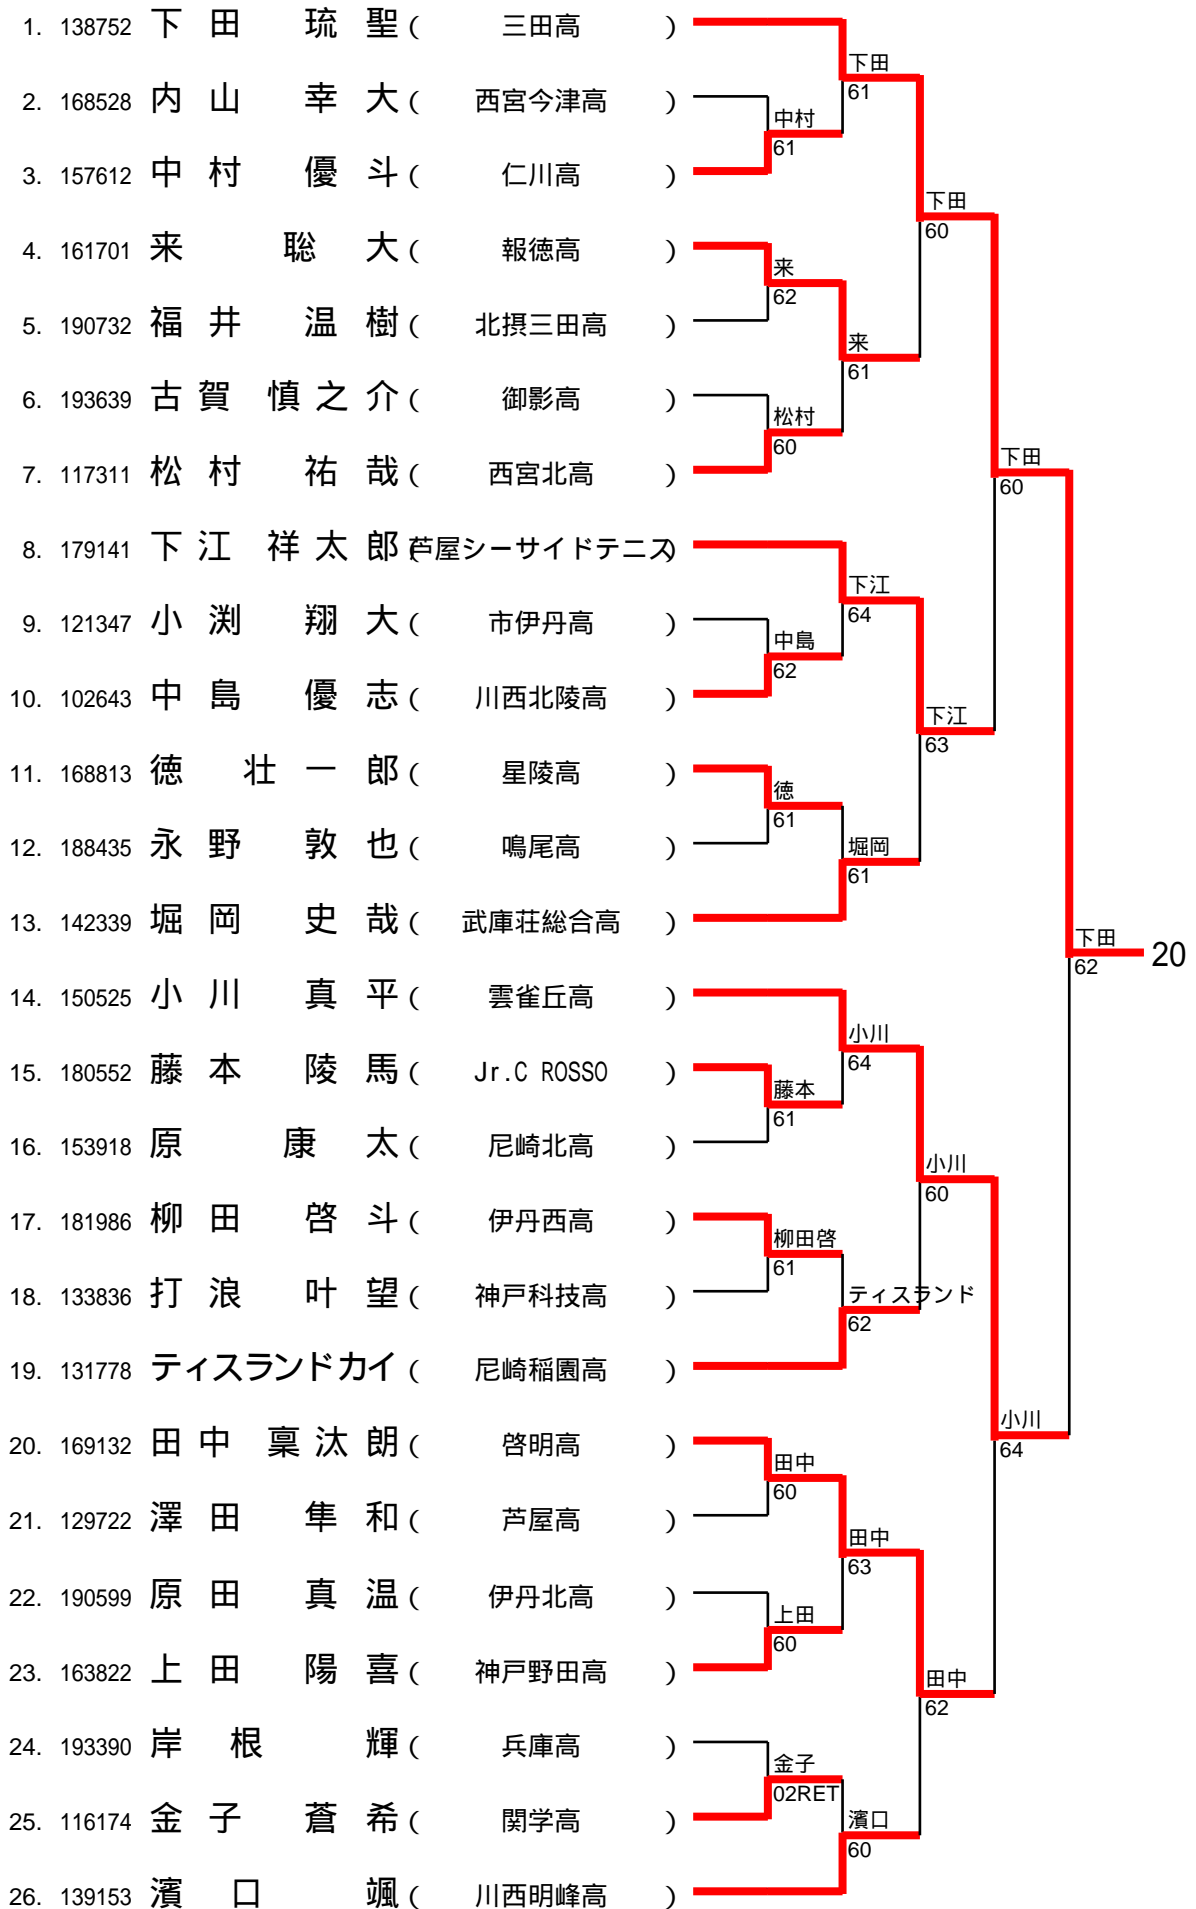 1. 138752 下田 琉聖 ( 三田高 )
2. 168528 内山 幸大 ( 西宮今津高 )
3. 157612 中村 優斗 ( 仁川高 )
4. 161701 来 聡大 ( 報徳高 )
5. 190732 福井 温樹 ( 北摂三田高 )
6. 193639 古賀 慎之介 ( 御影高 )
7. 117311 松村 祐哉 ( 西宮北高 )
8. 179141 下江 祥太郎 ( 芦屋シーサイドテニス )
9. 121347 小渕 翔大 ( 市伊丹高 )
10. 102643 中島 優志 ( 川西北陵高 )
11. 168813 徳 壮一郎 ( 星陵高 )
12. 188435 永野 敦也 ( 鳴尾高 )
13. 142339 堀岡 史哉 ( 武庫荘総合高 )
14. 150525 小川 真平 ( 雲雀丘高 )
15. 180552 藤本 陵馬 ( Jr.C ROSSO )
16. 153918 原 康太 ( 尼崎北高 )
17. 181986 柳田 啓斗 ( 伊丹西高 )
18. 133836 打浪 叶望 ( 神戸科技高 )
19. 131778 ティスランドカイ ( 尼崎稲園高 )
20. 169132 田中 稟汰朗 ( 啓明高 )
21. 129722 澤田 隼和 ( 芦屋高 )
22. 190599 原田 真温 ( 伊丹北高 )
23. 163822 上田 陽喜 ( 神戸野田高 )
24. 193390 岸根 輝 ( 兵庫高 )
25. 116174 金子 蒼希 ( 関学高 )
26. 139153 濱口 颯 ( 川西明峰高 )
中村
61
来
62
松村
60
中島
62
徳
61
藤本
61
柳田啓
61
田中
60
上田
60
金子
02RET
下田
61
来
61
下江
64
堀岡
61
小川
64
ティスランド
62
田中
63
濱口
60
下田
60
下江
63
小川
60
田中
62
下田
60
小川
64
下田
62
20